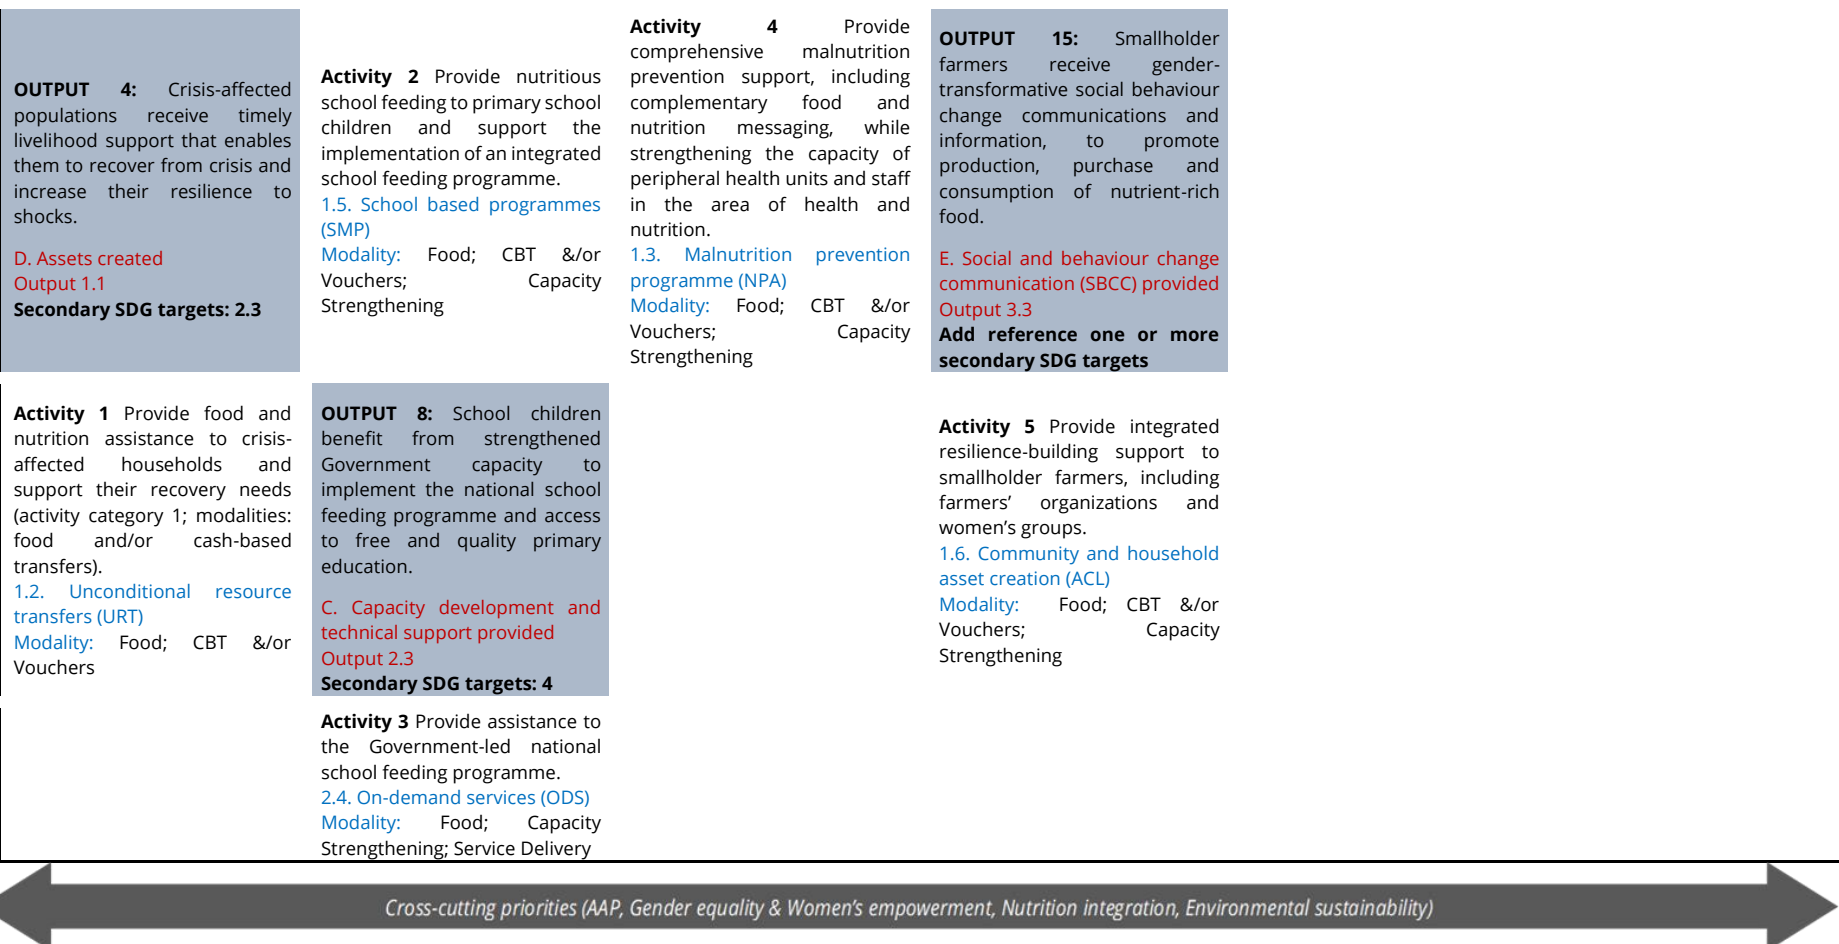 OUTPUT 4: Crisis-affected
populations receive timely
livelihood support that enables
them to recover from crisis and
increase their resilience to
shocks.
D. Assets created
Output 1.1
Secondary SDG targets: 2.3
Activity 1 Provide food and
nutrition assistance to crisis-
affected households and
support their recovery needs
(activity category 1; modalities:
food and/or cash-based
transfers).
1.2. Unconditional resource
transfers (URT)
Modality: Food; CBT &/or
Vouchers
Activity 2 Provide nutritious
school feeding to primary school
children and support the
implementation of an integrated
school feeding programme.
1.5. School based programmes
(SMP)
Modality: Food; CBT &/or
Vouchers; Capacity
Strengthening
OUTPUT 8: School children
benefit from strengthened
Government capacity to
implement the national school
feeding programme and access
to free and quality primary
education.
C. Capacity development and
technical support provided
Output 2.3
Secondary SDG targets: 4
Activity 3 Provide assistance to
the Government-led national
school feeding programme.
2.4. On-demand services (ODS)
Modality: Food; Capacity
Strengthening; Service Delivery
Activity 4 Provide
comprehensive malnutrition
prevention support, including
complementary food and
nutrition messaging, while
strengthening the capacity of
peripheral health units and staff
in the area of health and
nutrition.
1.3. Malnutrition prevention
programme (NPA)
Modality: Food; CBT &/or
Vouchers; Capacity
Strengthening
OUTPUT 15: Smallholder
farmers receive gender-
transformative social behaviour
change communications and
information, to promote
production, purchase and
consumption of nutrient-rich
food.
E. Social and behaviour change
communication (SBCC) provided
Output 3.3
Add reference one or more
secondary SDG targets
Activity 5 Provide integrated
resilience-building support to
smallholder farmers, including
farmers’ organizations and
women’s groups.
1.6. Community and household
asset creation (ACL)
Modality: Food; CBT &/or
Vouchers; Capacity
Strengthening
Cross-cutting priorities (AAP, Gender equality & Women’s empowerment, Nutrition integration, Environmental sustainability)